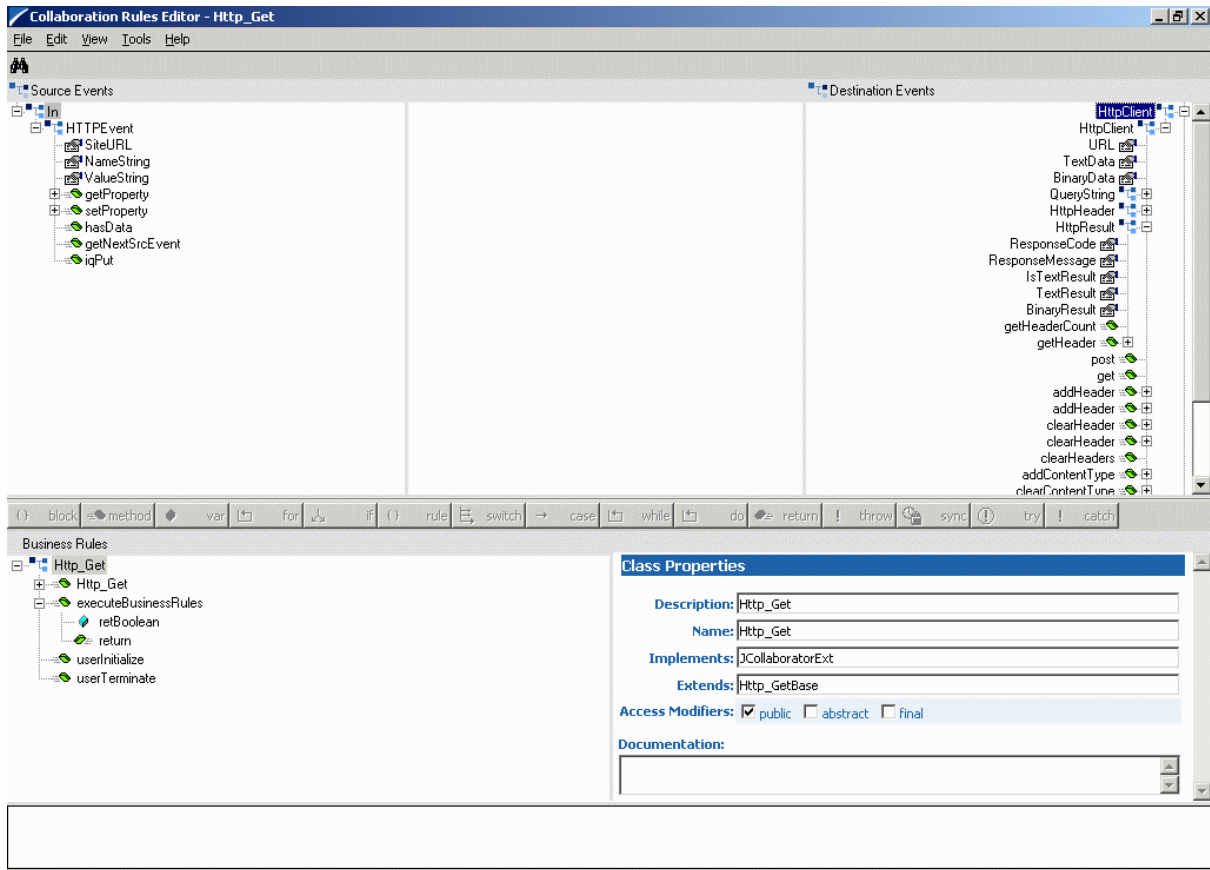 Collaboration Rules Editor - Http_Get
File Edit View Tools Help
Source Events
Destination Events
In
HTTPEvent
SiteURL
NameString
ValueString
getProperty
setProperty
hasData
getNextSrcEvent
iqPut
HttpClient
HttpClient
URL
TextData
BinaryData
QueryString
HttpHeader
HttpResult
ResponseCode
ResponseMessage
IsTextResult
TextResult
BinaryResult
getHeaderCount
getHeader
post
get
addHeader
addHeader
clearHeader
clearHeader
clearHeaders
addContentType
clearContentType
block method var for if rule switch case while do return throw sync try catch
Business Rules
Http_Get
Http_Get
executeBusinessRules
retBoolean
return
userInitialize
userTerminate
Class Properties
Description: Http_Get
Name: Http_Get
Implements: JCollaboratorExt
Extends: Http_GetBase
Access Modifiers: public abstract final
Documentation: